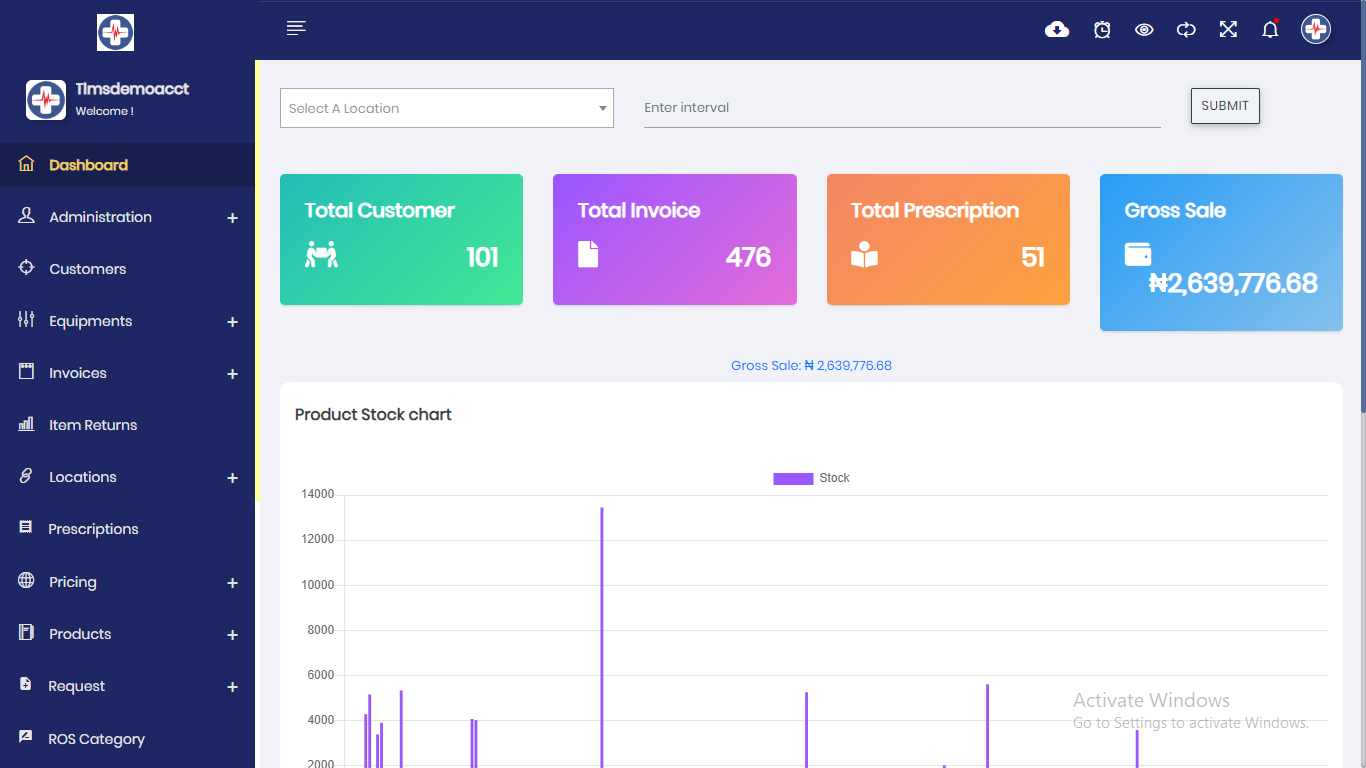 Tlmsdemoacct
Welcome !
Dashboard
Administration +
Customers
Equipments +
Invoices +
Item Returns
Locations +
Prescriptions
Pricing +
Products +
Request +
ROS Category
Select A Location
Enter interval
SUBMIT
Total Customer
101
Total Invoice
476
Total Prescription
51
Gross Sale
₦2,639,776.68
Gross Sale: ₦ 2,639,776.68
Product Stock chart
Stock
14000
12000
10000
8000
6000
4000
2000
Activate Windows
Go to Settings to activate Windows.